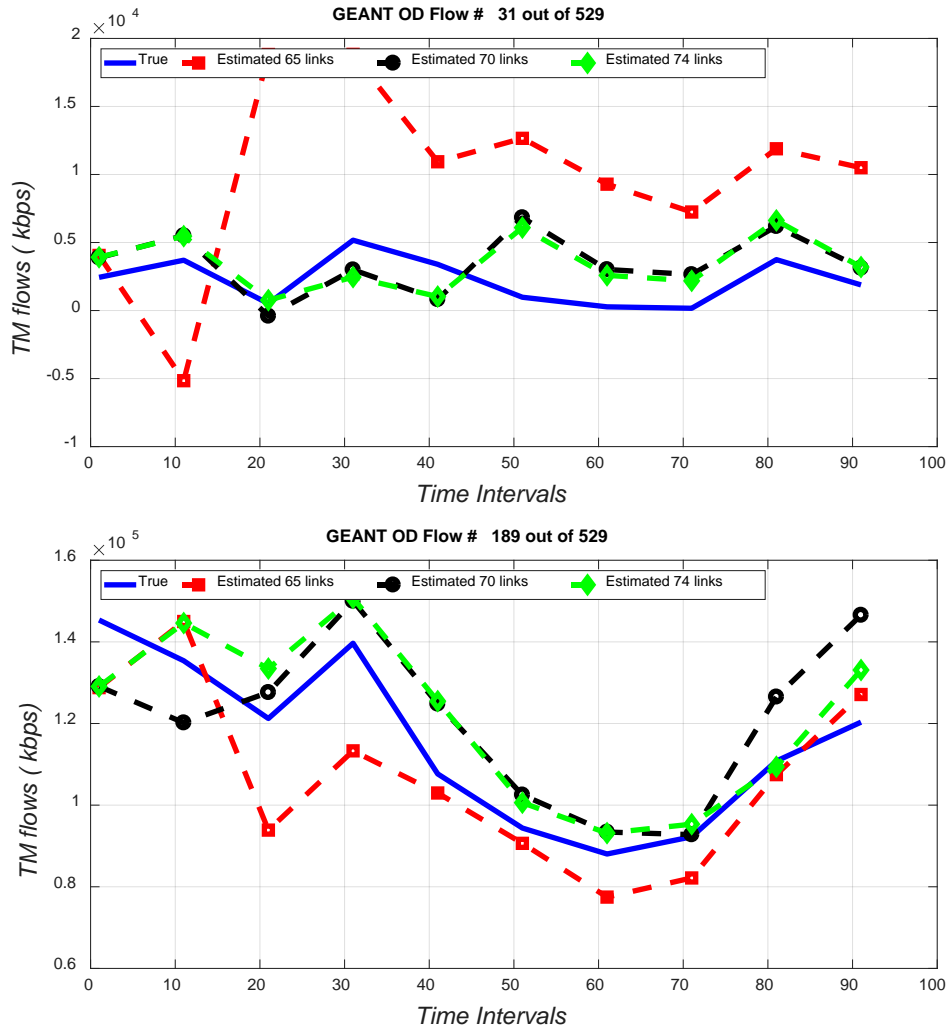 GEANT OD Flow #   31 out of 529
× 10 4
True Estimated 65 links Estimated 70 links Estimated 74 links
2
1.5
1
0.5
0
-0.5
-1
TM flows ( kbps)
0 10 20 30 40 50 60 70 80 90 100
Time Intervals
GEANT OD Flow #   189 out of 529
× 10 5
True Estimated 65 links Estimated 70 links Estimated 74 links
1.6
1.4
1.2
1
0.8
0.6
TM flows ( kbps)
0 10 20 30 40 50 60 70 80 90 100
Time Intervals